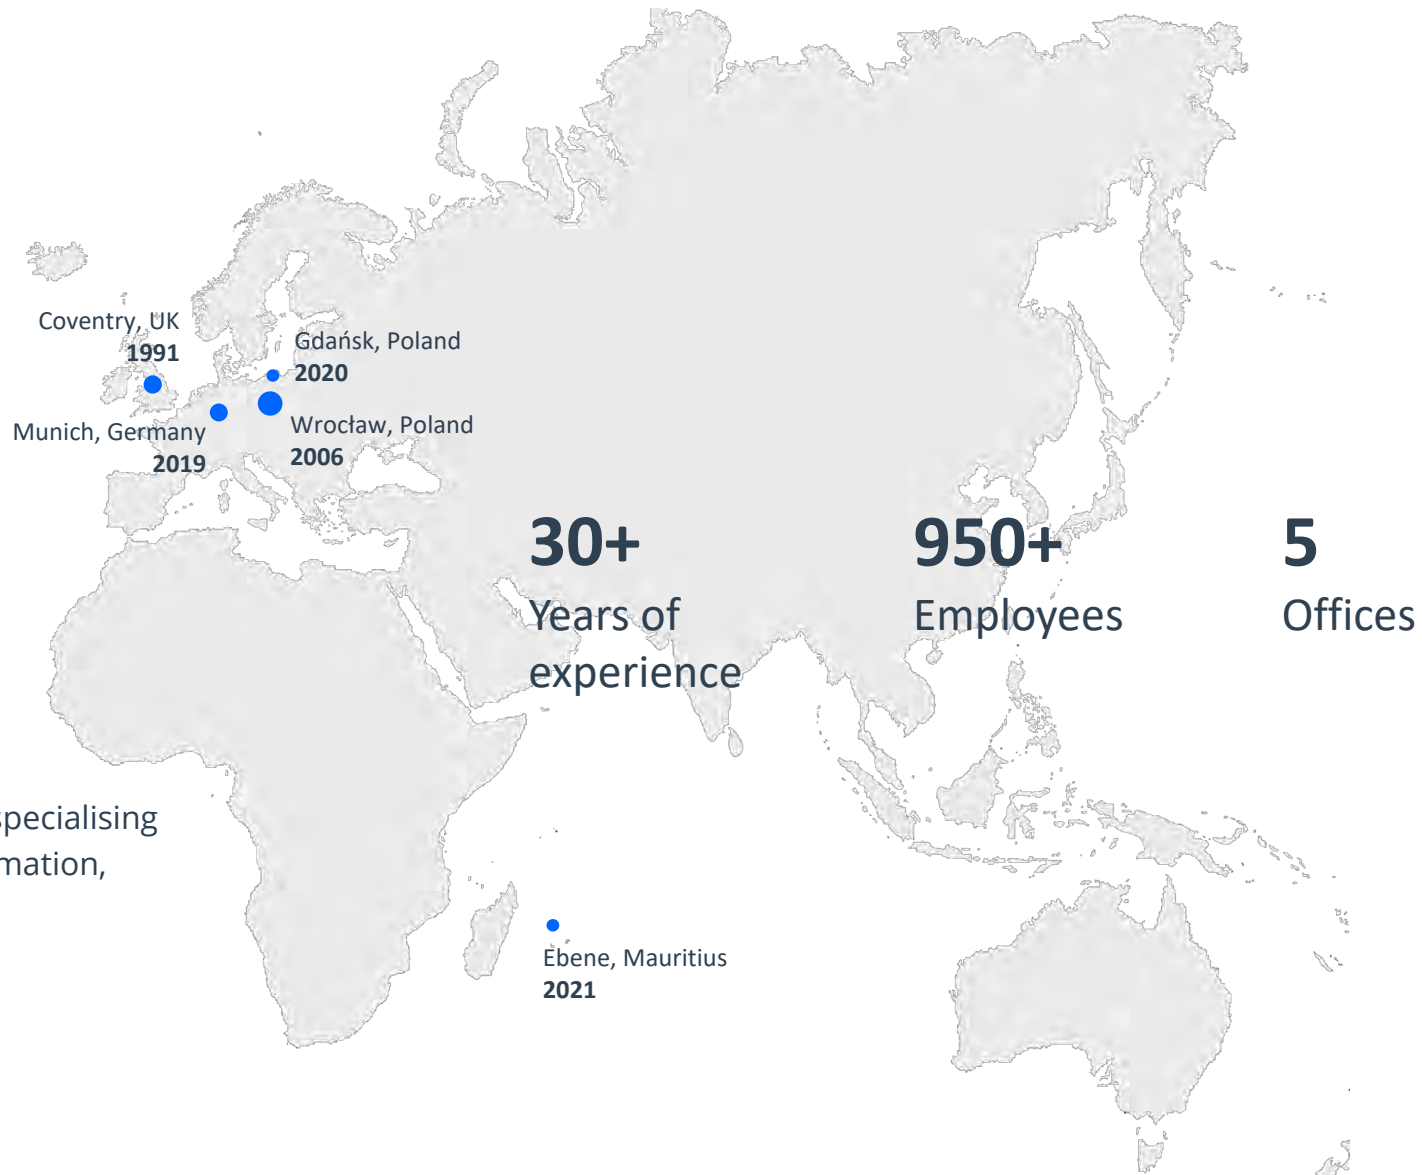 Coventry, UK
1991
Gdańsk, Poland
2020
Munich, Germany
2019
Wrocław, Poland
2006
30+
Years of
experience
950+
Employees
5
Offices
specialising
mation,
Ebene, Mauritius
2021